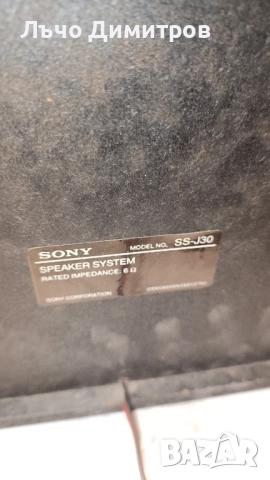 Лъчо Димитров
SONY MODEL NO. SS-J30
SPEAKER SYSTEM
RATED IMPEDANCE: 6 Ω
SONY CORPORATION
BAZAR